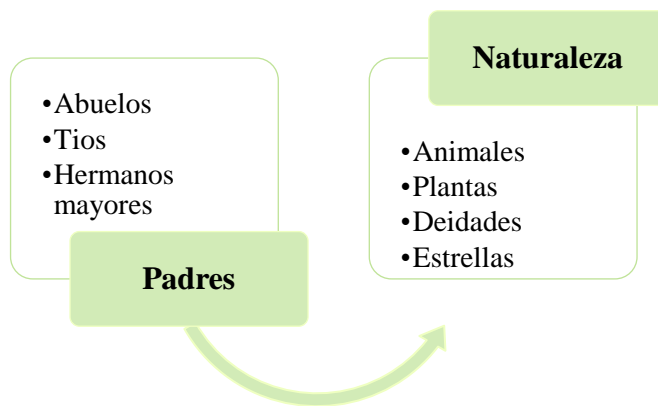 •Abuelos
•Tios
•Hermanos
mayores
Padres
Naturaleza
•Animales
•Plantas
•Deidades
•Estrellas